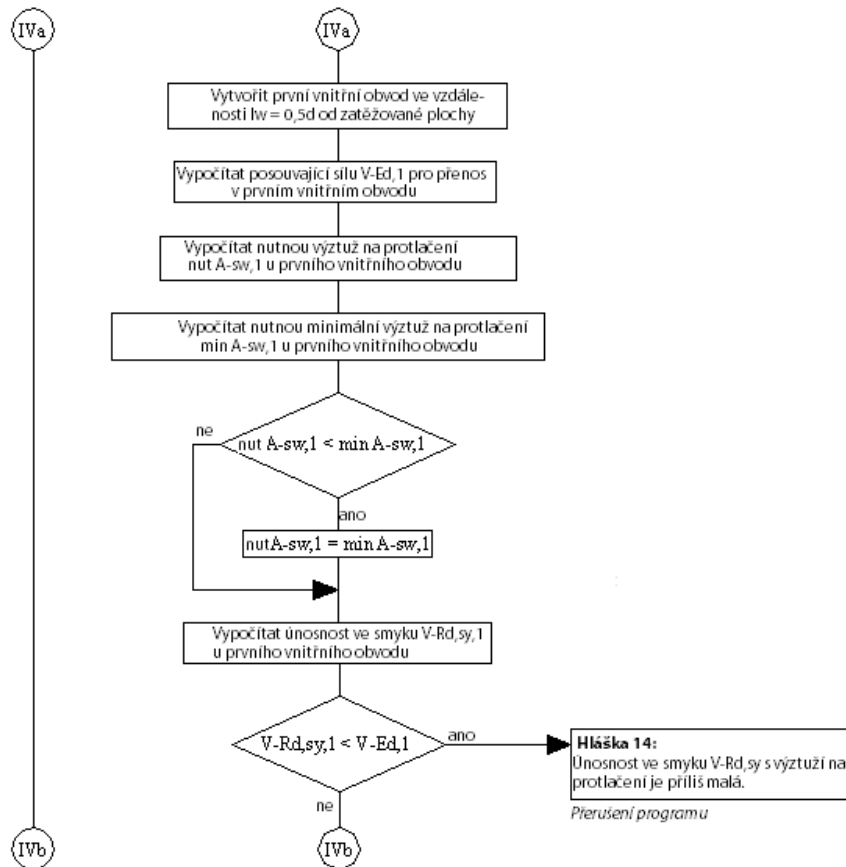 IVa
IVa
Vytvořit první vnitřní obvod ve vzdále-
nosti lw = 0,5d od zatěžované plochy
Vypočítat posouvající sílu V-Ed,1 pro přenos
v prvním vnitřním obvodu
Vypočítat nutnou výztuž na protlačení
nut A-sw,1 u prvního vnitřního obvodu
Vypočítat nutnou minimální výztuž na protlačení
min A-sw,1 u prvního vnitřního obvodu
ne
nut A-sw,1 < min A-sw,1
ano
nut A-sw,1 = min A-sw,1
Vypočítat únosnost ve smyku V-Rd,sy,1
u prvního vnitřního obvodu
V-Rd,sy,1 < V-Ed,1
ano
Hláška 14:
Únosnost ve smyku V-Rd,sy s výztuží na
protlačení je příliš malá.
Přerušení programu
ne
IVb
IVb